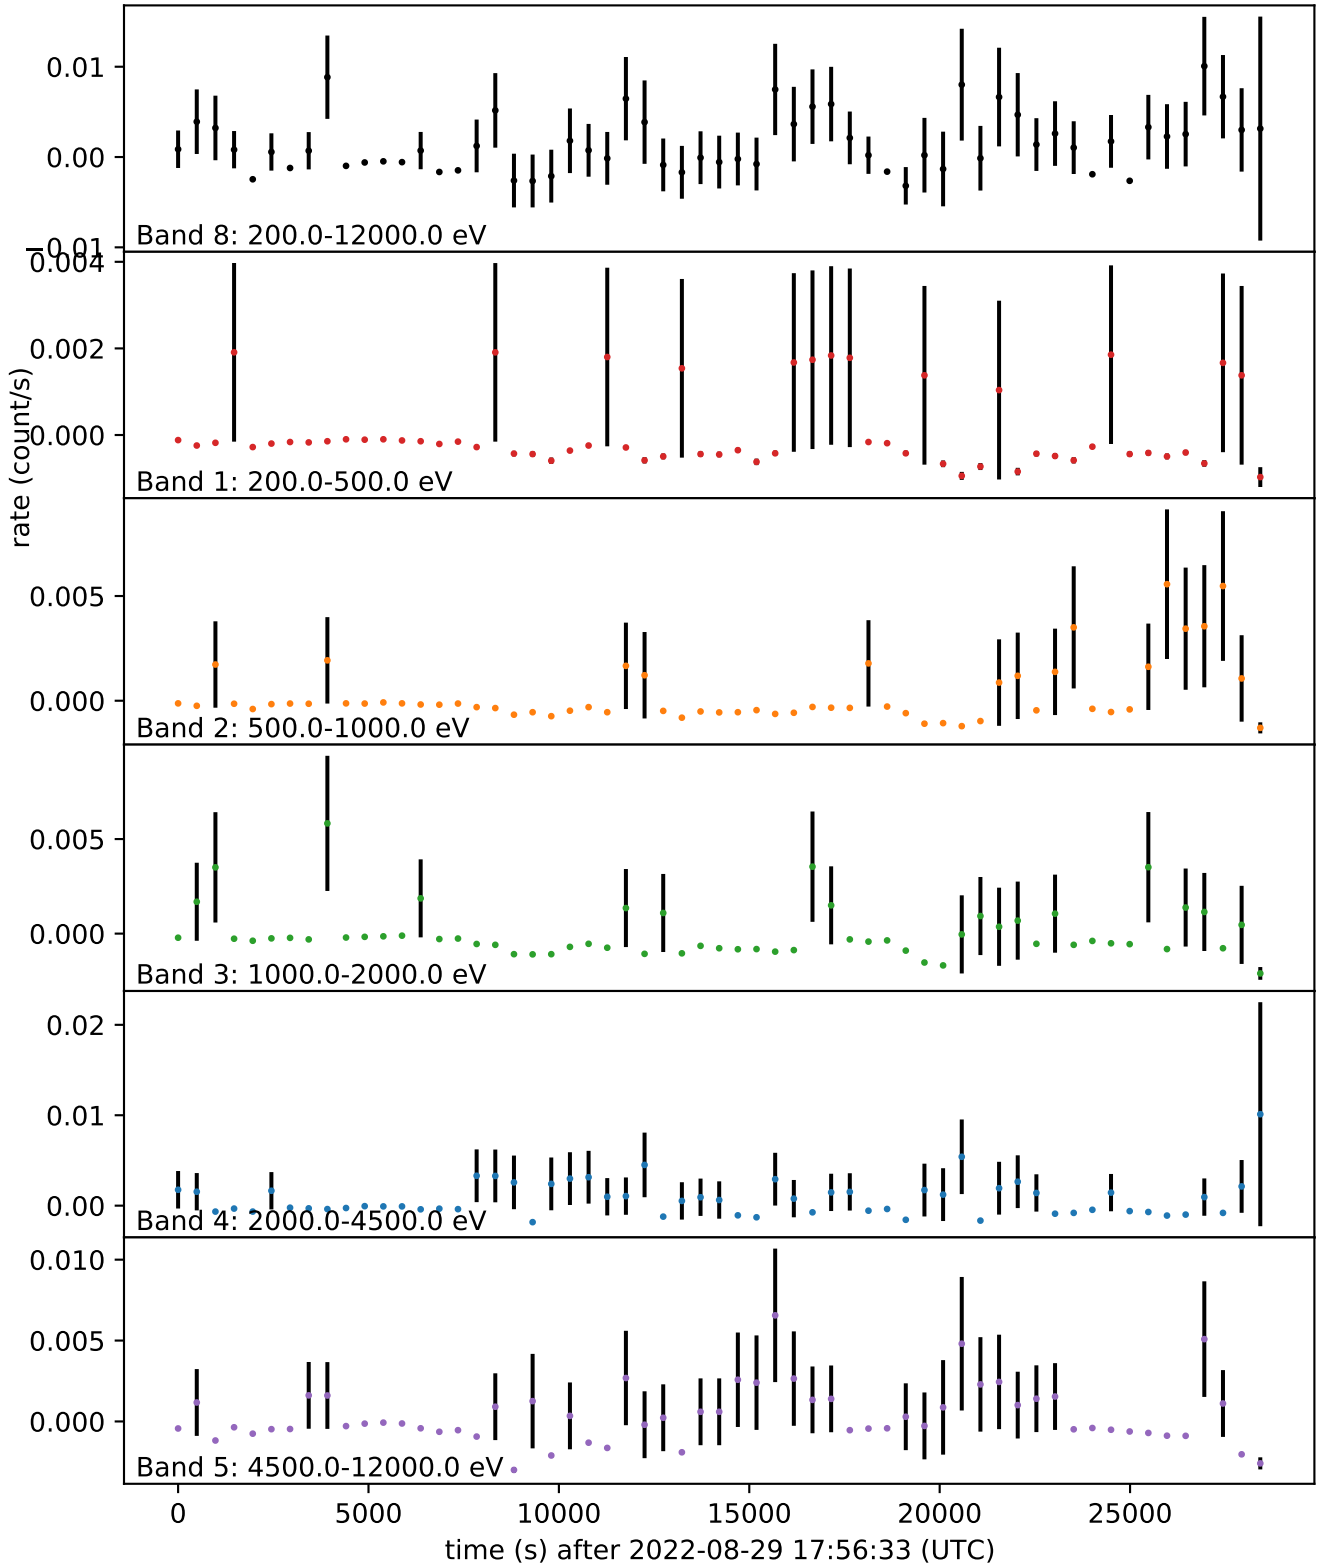 0.01
0.00
−0.01
Band 8: 200.0-12000.0 eV
0.004
0.002
0.000
Band 1: 200.0-500.0 eV
rate (count/s)
0.005
0.000
Band 2: 500.0-1000.0 eV
0.005
0.000
Band 3: 1000.0-2000.0 eV
0.02
0.01
0.00
Band 4: 2000.0-4500.0 eV
0.010
0.005
0.000
Band 5: 4500.0-12000.0 eV
0 5000 10000 15000 20000 25000
time (s) after 2022-08-29 17:56:33 (UTC)